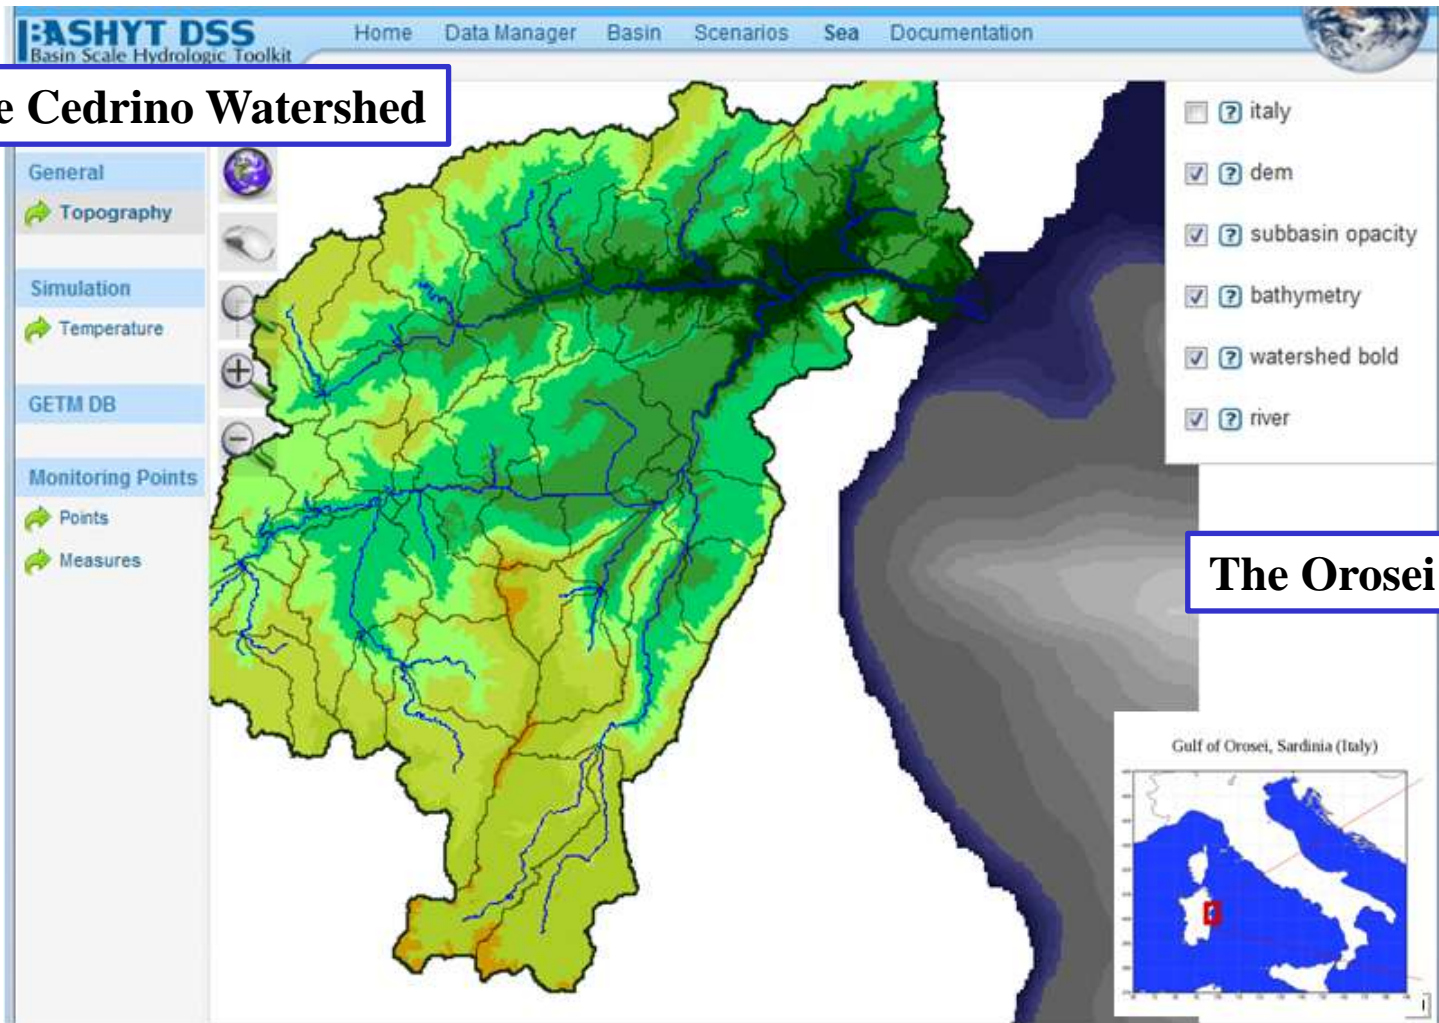 BASHYT DSS
Basin Scale Hydrologic Toolkit
Home Data Manager Basin Scenarios Sea Documentation
e Cedrino Watershed
General
Topography
Simulation
Temperature
GETM DB
Monitoring Points
Points
Measures
? italy
? dem
? subbasin opacity
? bathymetry
? watershed bold
? river
The Orosei
Gulf of Orosei, Sardinia (Italy)